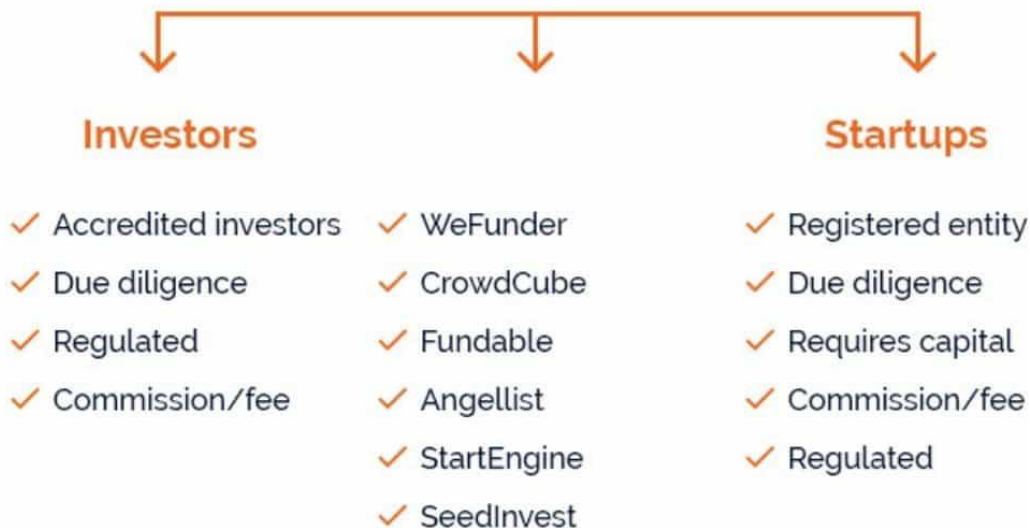 Investors
Accredited investors
Due diligence
Regulated
Commission/fee
WeFunder
CrowdCube
Fundable
Angellist
StartEngine
SeedInvest
Startups
Registered entity
Due diligence
Requires capital
Commission/fee
Regulated